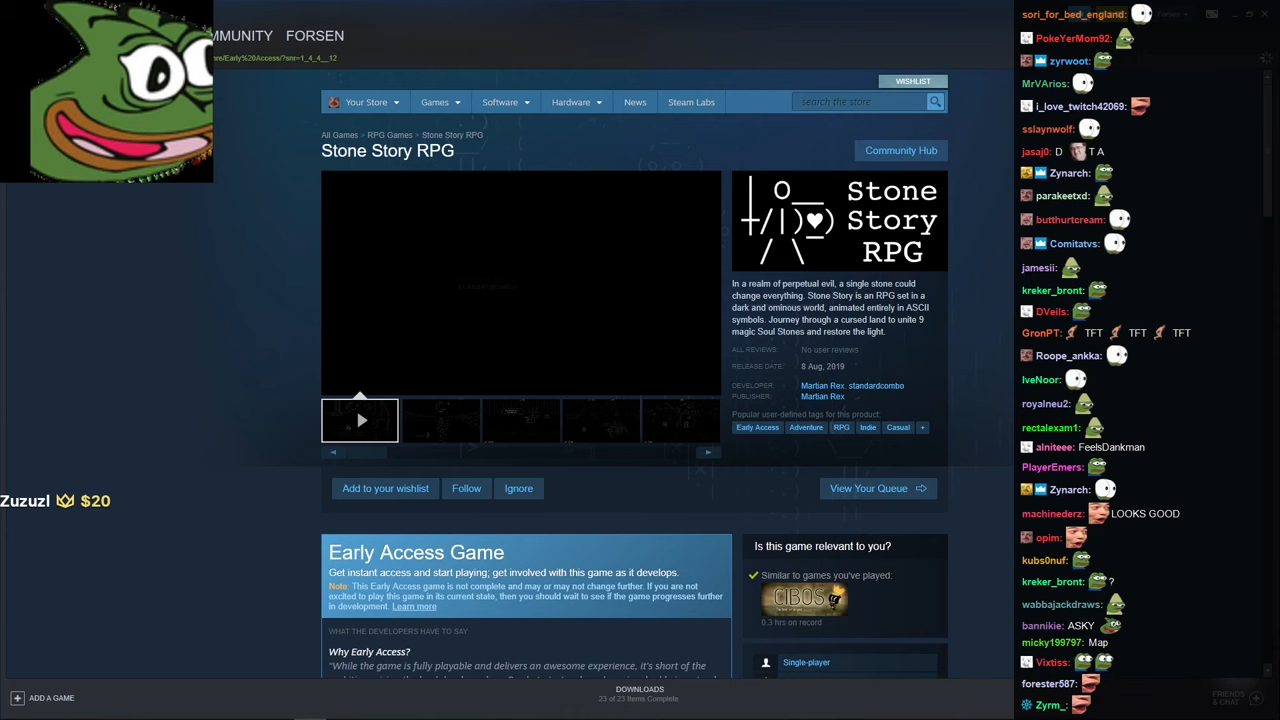 MMUNITY FORSEN
nre/Early%20Access/?snr=1_4_4__12
WISHLIST
Your Store Games Software Hardware News Steam Labs search the store
All Games > RPG Games > Stone Story RPG
Stone Story RPG
Community Hub
Stone
Story
RPG
In a realm of perpetual evil, a single stone could
change everything. Stone Story is an RPG set in a
dark and ominous world, animated entirely in ASCII
symbols. Journey through a cursed land to unite 9
magic Soul Stones and restore the light.
ALL REVIEWS: No user reviews
RELEASE DATE: 8 Aug, 2019
DEVELOPER: Martian Rex, standardcombo
PUBLISHER: Martian Rex
Popular user-defined tags for this product:
Early Access Adventure RPG Indie Casual +
Add to your wishlist Follow Ignore View Your Queue
Zuzuzl $20
Early Access Game
Get instant access and start playing; get involved with this game as it develops.
Note: This Early Access game is not complete and may or may not change further. If you are not
excited to play this game in its current state, then you should wait to see if the game progresses further
in development. Learn more
WHAT THE DEVELOPERS HAVE TO SAY:
Why Early Access?
"While the game is fully playable and delivers an awesome experience, it's short of the
Is this game relevant to you?
Similar to games you've played:
CIBOS
0.3 hrs on record
Single-player
ADD A GAME
DOWNLOADS
23 of 23 Items Complete
FRIENDS
& CHAT
sori_for_bed_england:
PokeYerMom92:
zyrwoot:
MrVArios:
i_love_twitch42069:
sslaynwolf:
jasaj0: D T A
Zynarch:
parakeetxd:
butthurtcream:
Comitatvs:
jamesii:
kreker_bront:
DVeils:
GronPT: TFT TFT TFT
Roope_ankka:
IveNoor:
royalneu2:
rectalexam1:
alniteee: FeelsDankman
PlayerEmers:
Zynarch:
machinederz: LOOKS GOOD
opim:
kubs0nuf:
kreker_bront: ?
wabbajackdraws:
bannikie: ASKY
micky199797: Map
Vixtiss:
forester587:
Zyrm_: